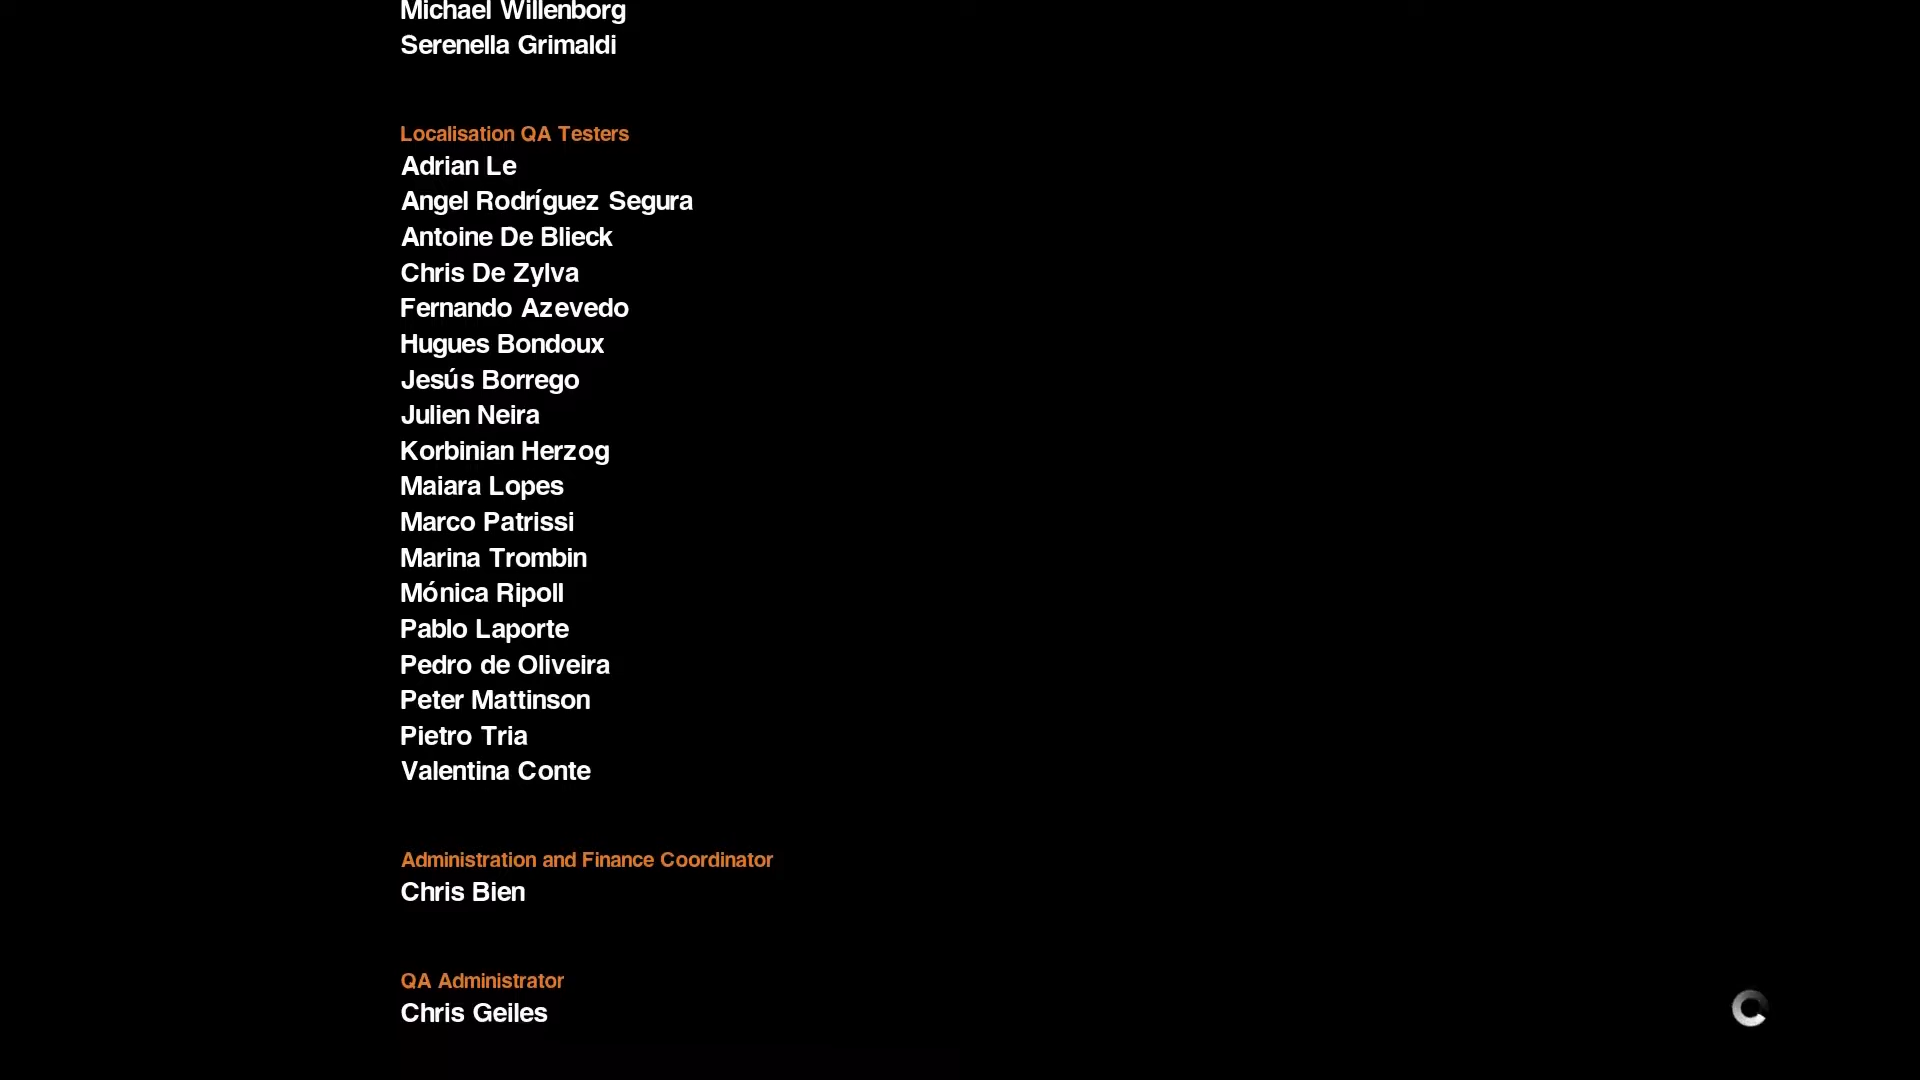 Michael Willenborg
Serenella Grimaldi
Localisation QA Testers
Adrian Le
Angel Rodríguez Segura
Antoine De Blieck
Chris De Zylva
Fernando Azevedo
Hugues Bondoux
Jesús Borrego
Julien Neira
Korbinian Herzog
Maiara Lopes
Marco Patrissi
Marina Trombin
Mónica Ripoll
Pablo Laporte
Pedro de Oliveira
Peter Mattinson
Pietro Tria
Valentina Conte
Administration and Finance Coordinator
Chris Bien
QA Administrator
Chris Geiles